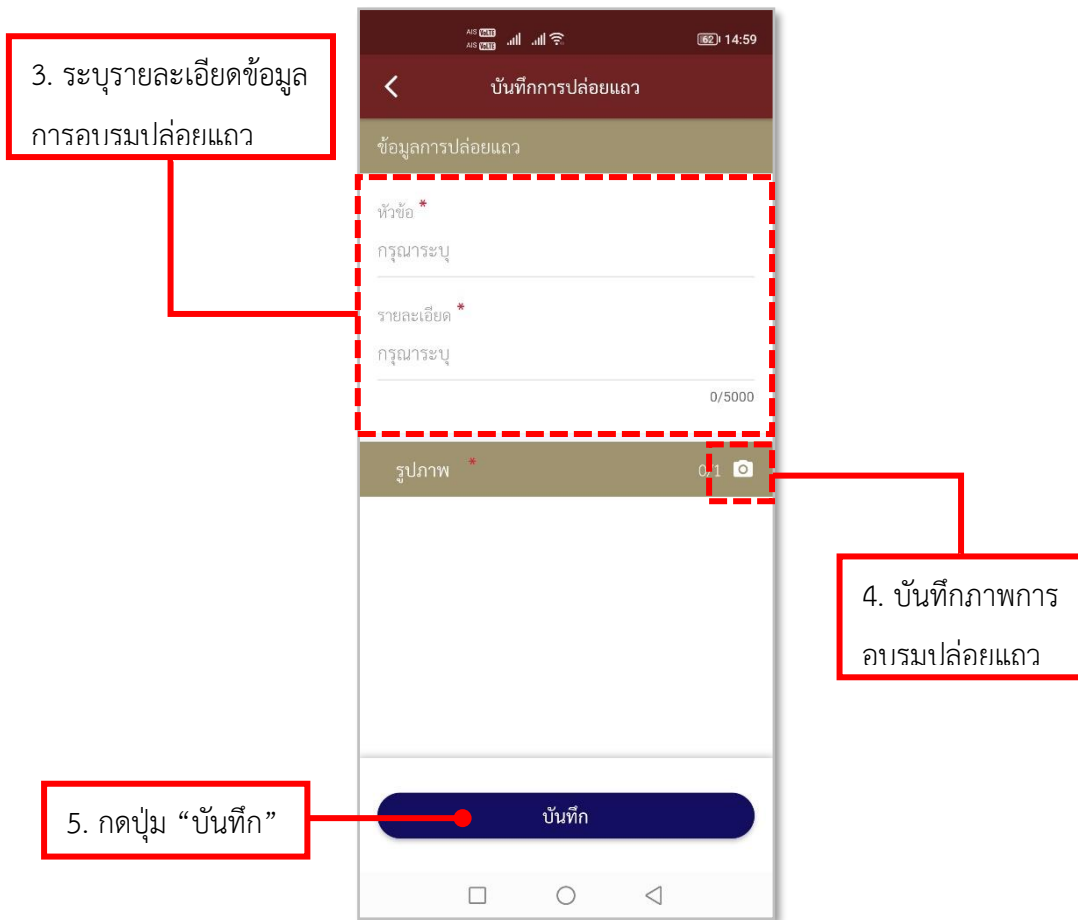 3. ระบุรายละเอียดข้อมูล
การอบรมปล่อยแถว
AIS VoLTE
AIS VoLTE
62 14:59
บันทึกการปล่อยแถว
ข้อมูลการปล่อยแถว
หัวข้อ *
กรุณาระบุ
รายละเอียด *
กรุณาระบุ
0/5000
รูปภาพ * 0/1
4. บันทึกภาพการ
อบรมปล่อยแถว
5. กดปุ่ม “บันทึก”
บันทึก